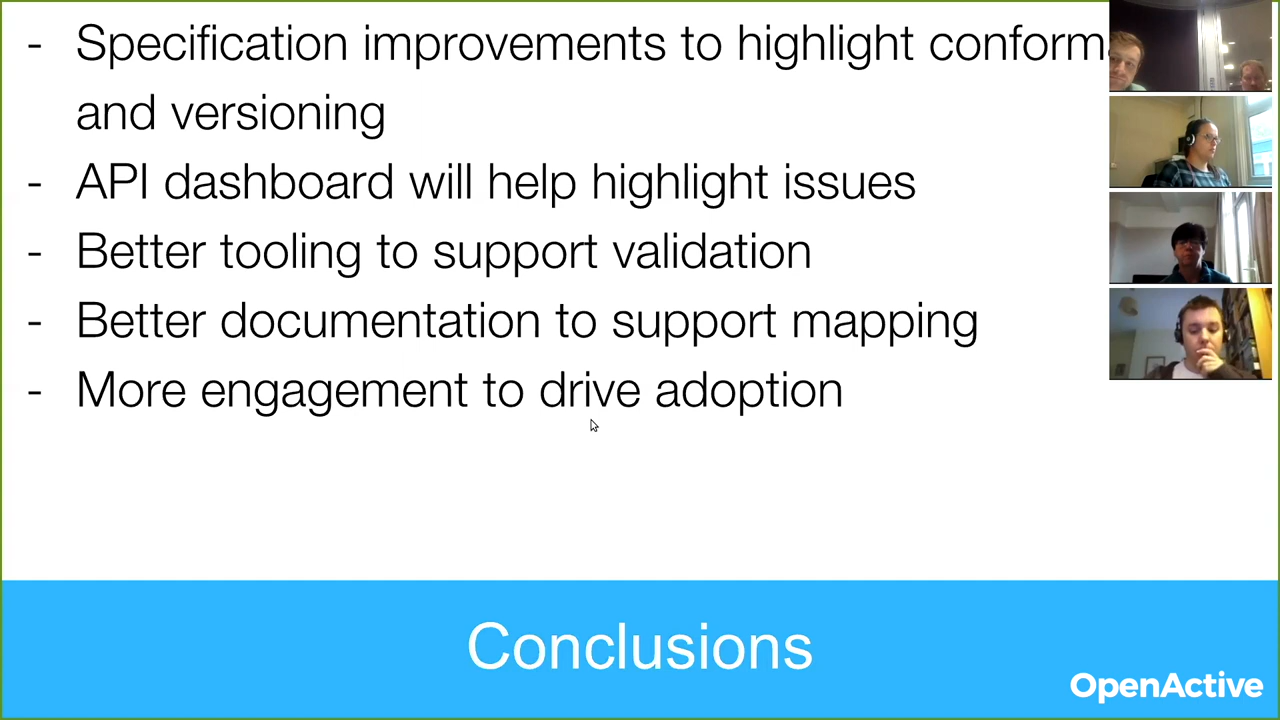 - Specification improvements to highlight
and versioning
- API dashboard will help highlight issues
- Better tooling to support validation
- Better documentation to support mapping
- More engagement to drive adoption
Conclusions
OpenActive